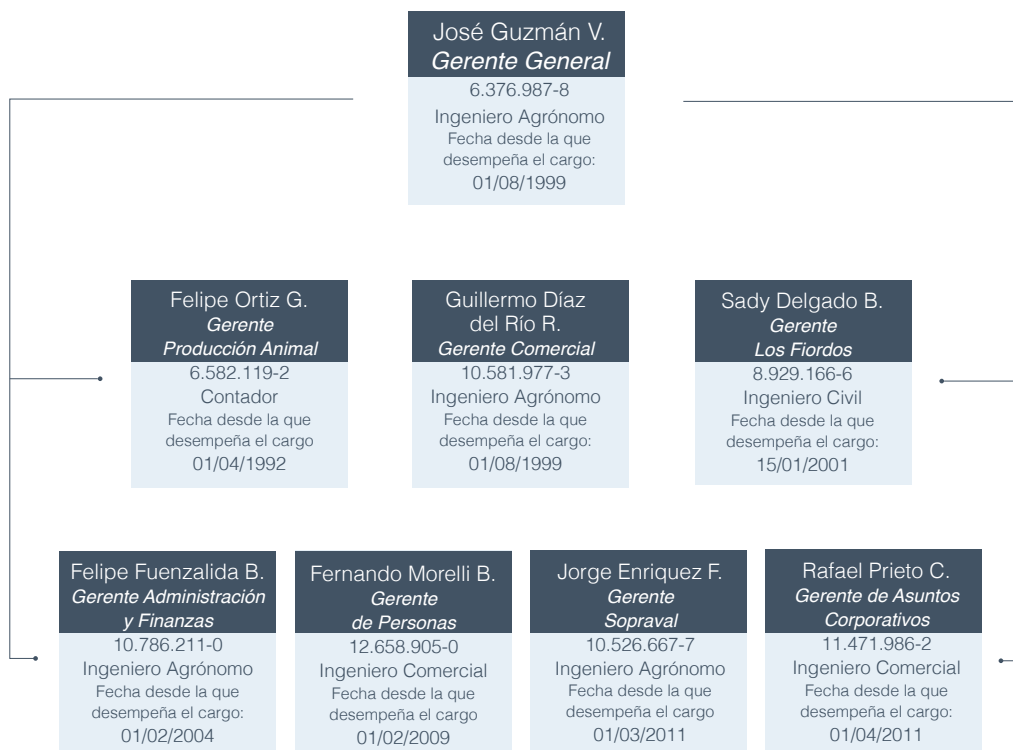 José Guzmán V.
Gerente General
6.376.987-8
Ingeniero Agrónomo
Fecha desde la que
desempeña el cargo:
01/08/1999
Felipe Ortiz G.
Gerente
Producción Animal
6.582.119-2
Contador
Fecha desde la que
desempeña el cargo
01/04/1992
Guillermo Díaz
del Río R.
Gerente Comercial
10.581.977-3
Ingeniero Agrónomo
Fecha desde la que
desempeña el cargo:
01/08/1999
Sady Delgado B.
Gerente
Los Fiordos
8.929.166-6
Ingeniero Civil
Fecha desde la que
desempeña el cargo:
15/01/2001
Felipe Fuenzalida B.
Gerente Administración
y Finanzas
10.786.211-0
Ingeniero Agrónomo
Fecha desde la que
desempeña el cargo:
01/02/2004
Fernando Morelli B.
Gerente
de Personas
12.658.905-0
Ingeniero Comercial
Fecha desde la que
desempeña el cargo
01/02/2009
Jorge Enriquez F.
Gerente
Sopraval
10.526.667-7
Ingeniero Agrónomo
Fecha desde la que
desempeña el cargo
01/03/2011
Rafael Prieto C.
Gerente de Asuntos
Corporativos
11.471.986-2
Ingeniero Comercial
Fecha desde la que
desempeña el cargo:
01/04/2011